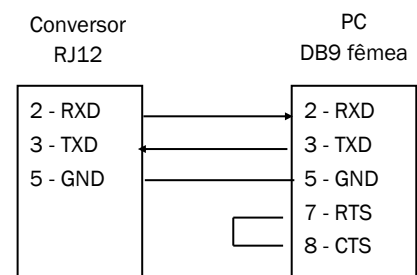 Conversor
RJ12
PC
DB9 fêmea
2 - RXD
3 - TXD
5 - GND
2 - RXD
3 - TXD
5 - GND
7 - RTS
8 - CTS